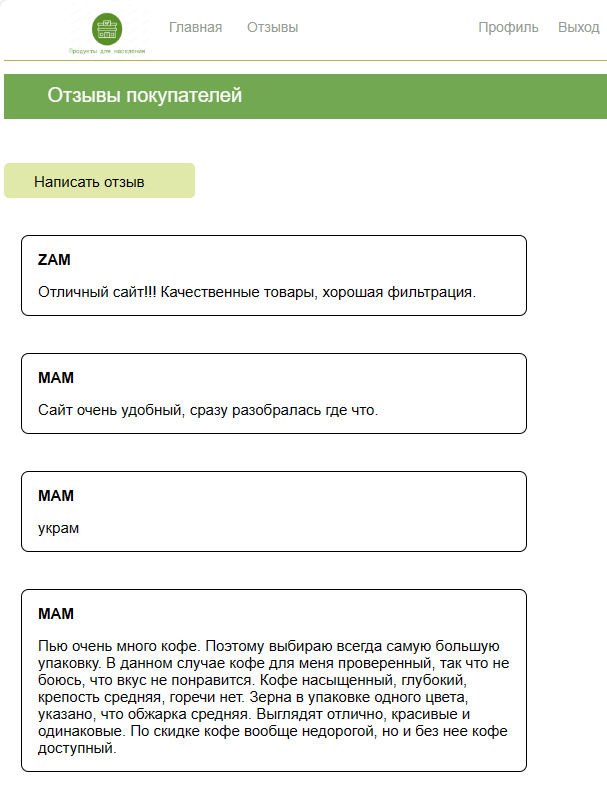 Главная Отзывы Профиль Выход
Продукты для населения
Отзывы покупателей
Написать отзыв
ZAM
Отличный сайт!!! Качественные товары, хорошая фильтрация.
МАМ
Сайт очень удобный, сразу разобралась где что.
МАМ
украм
МАМ
Пью очень много кофе. Поэтому выбираю всегда самую большую
упаковку. В данном случае кофе для меня проверенный, так что не
боюсь, что вкус не понравится. Кофе насыщенный, глубокий,
крепость средняя, горечи нет. Зерна в упаковке одного цвета,
указано, что обжарка средняя. Выглядят отлично, красивые и
одинаковые. По скидке кофе вообще недорогой, но и без нее кофе
доступный.